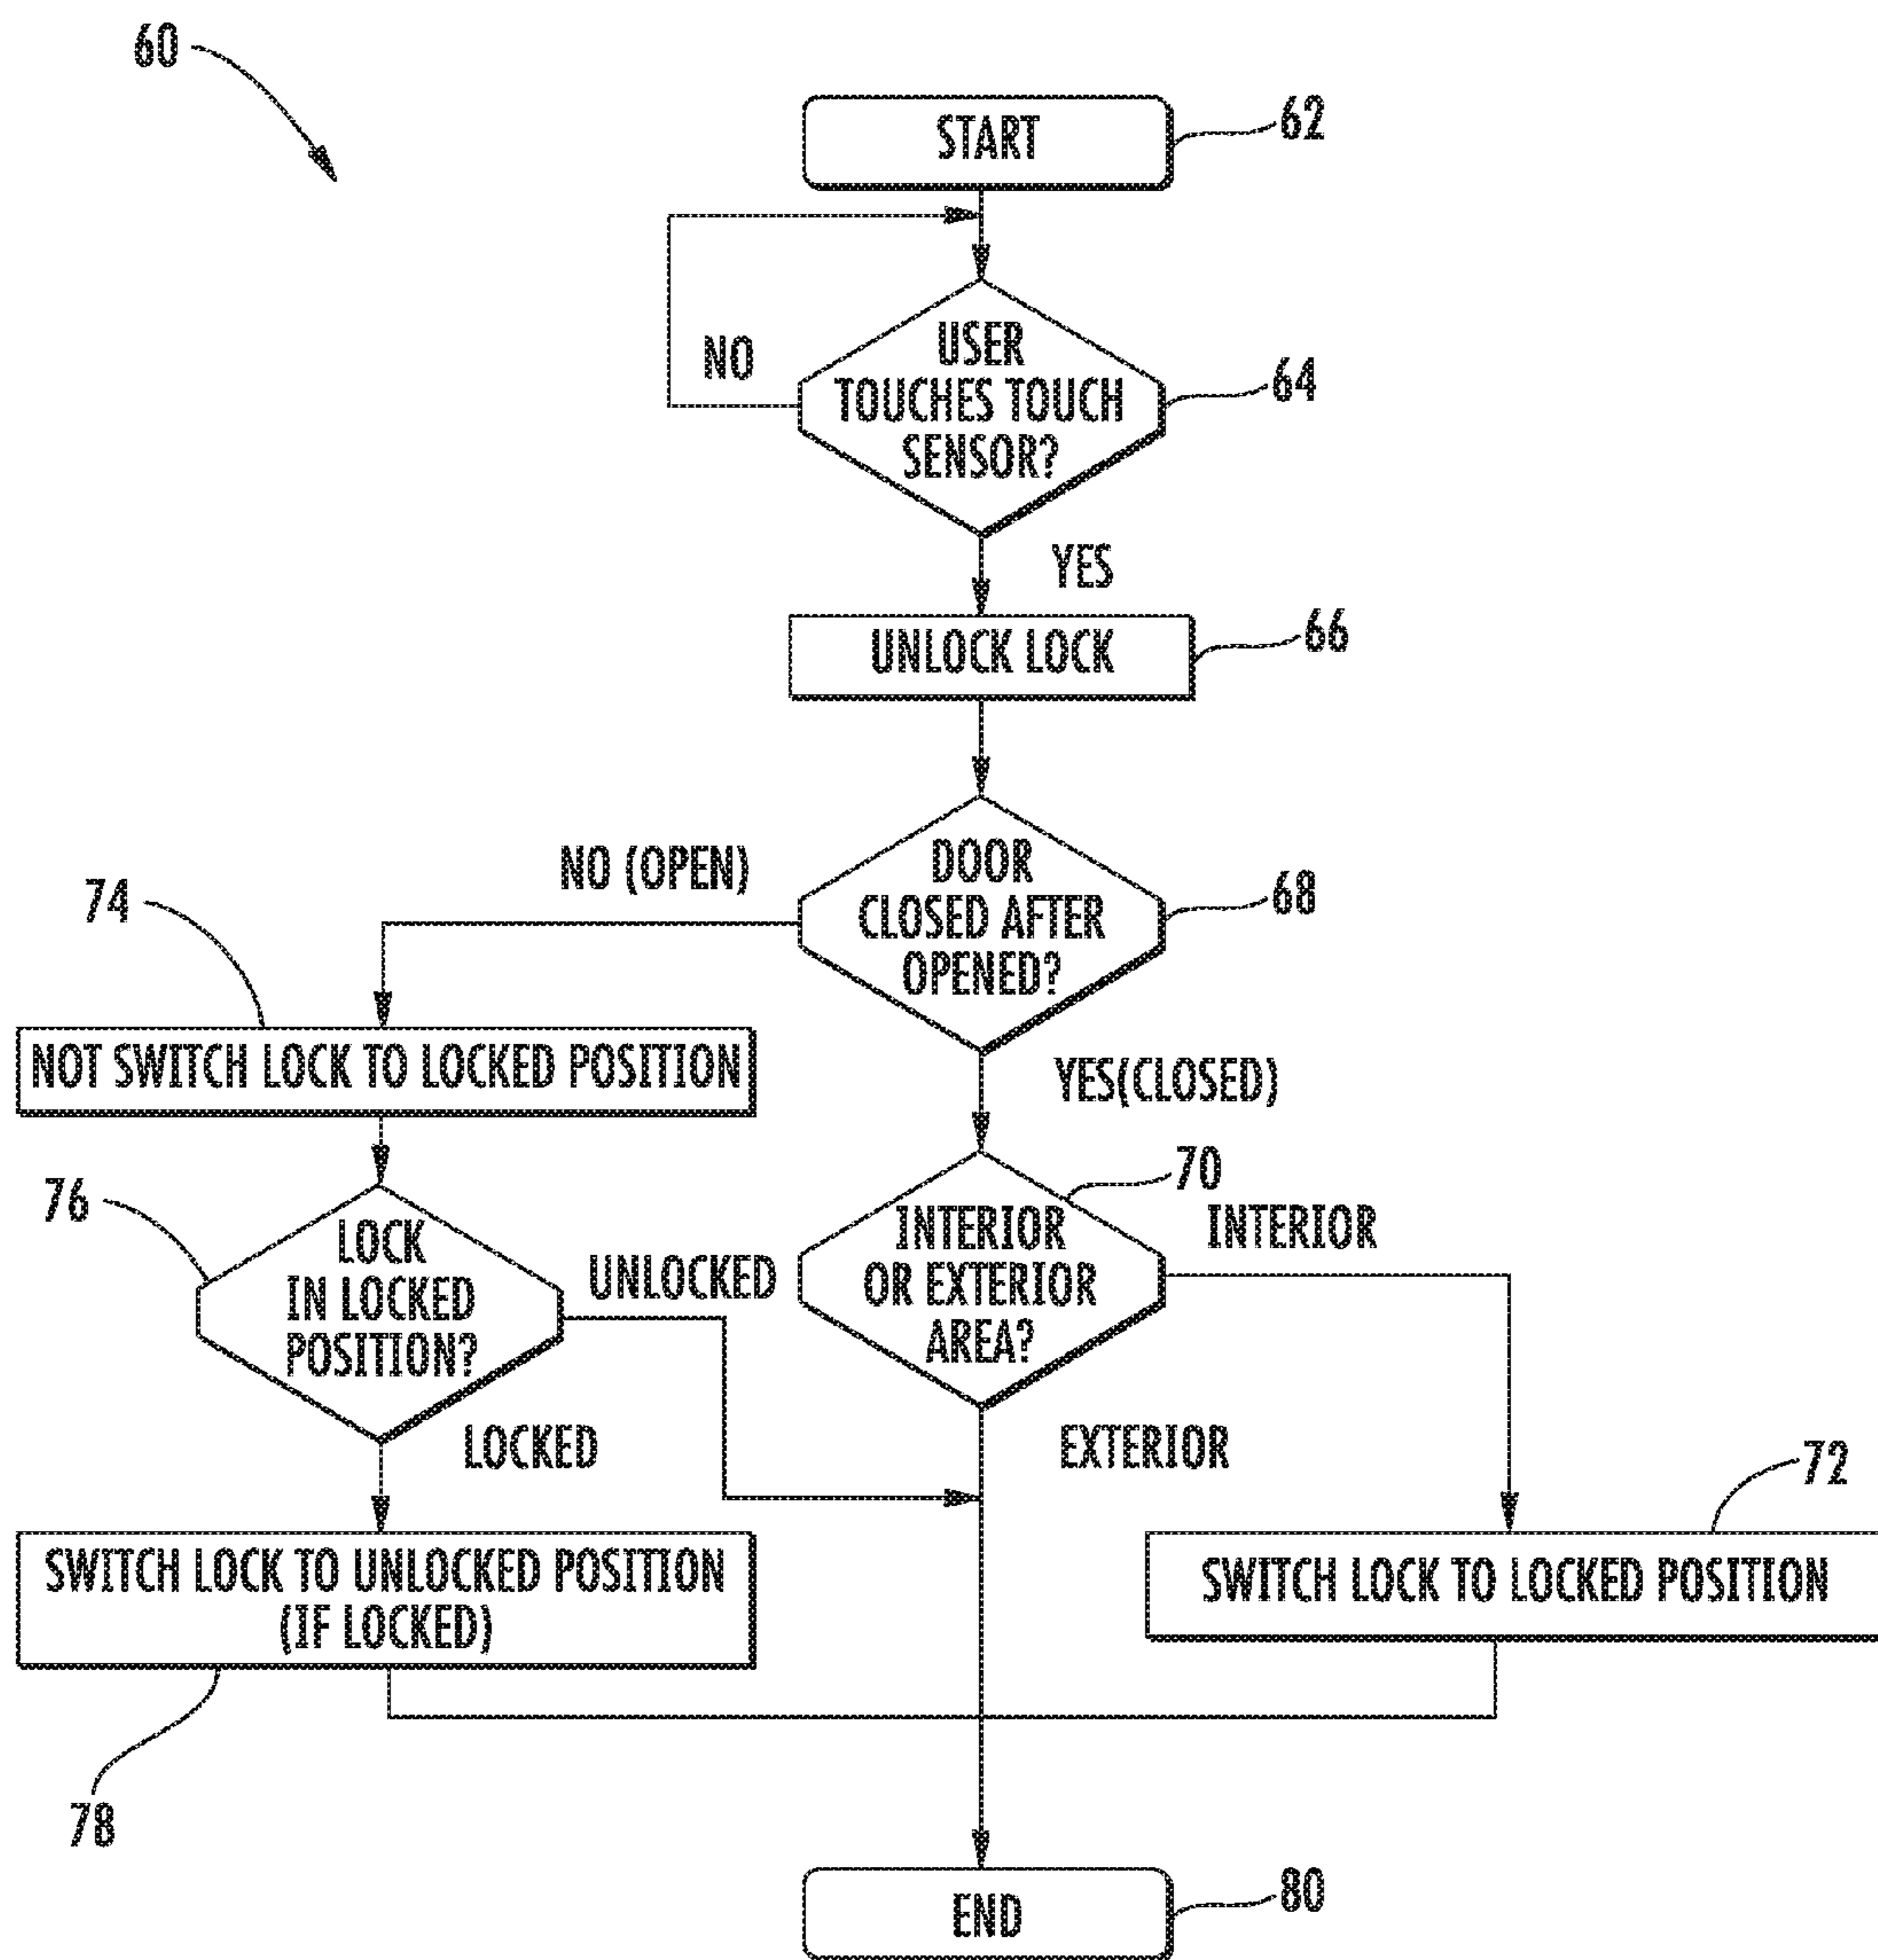 60
START
62
NO
USER
TOUCHES TOUCH
SENSOR?
64
YES
UNLOCK LOCK
66
NO (OPEN)
DOOR
CLOSED AFTER
OPENED?
68
74
NOT SWITCH LOCK TO LOCKED POSITION
YES(CLOSED)
76
LOCK
IN LOCKED
POSITION?
UNLOCKED
70
INTERIOR
OR EXTERIOR
AREA?
INTERIOR
LOCKED
EXTERIOR
72
SWITCH LOCK TO UNLOCKED POSITION
(IF LOCKED)
SWITCH LOCK TO LOCKED POSITION
78
END
80